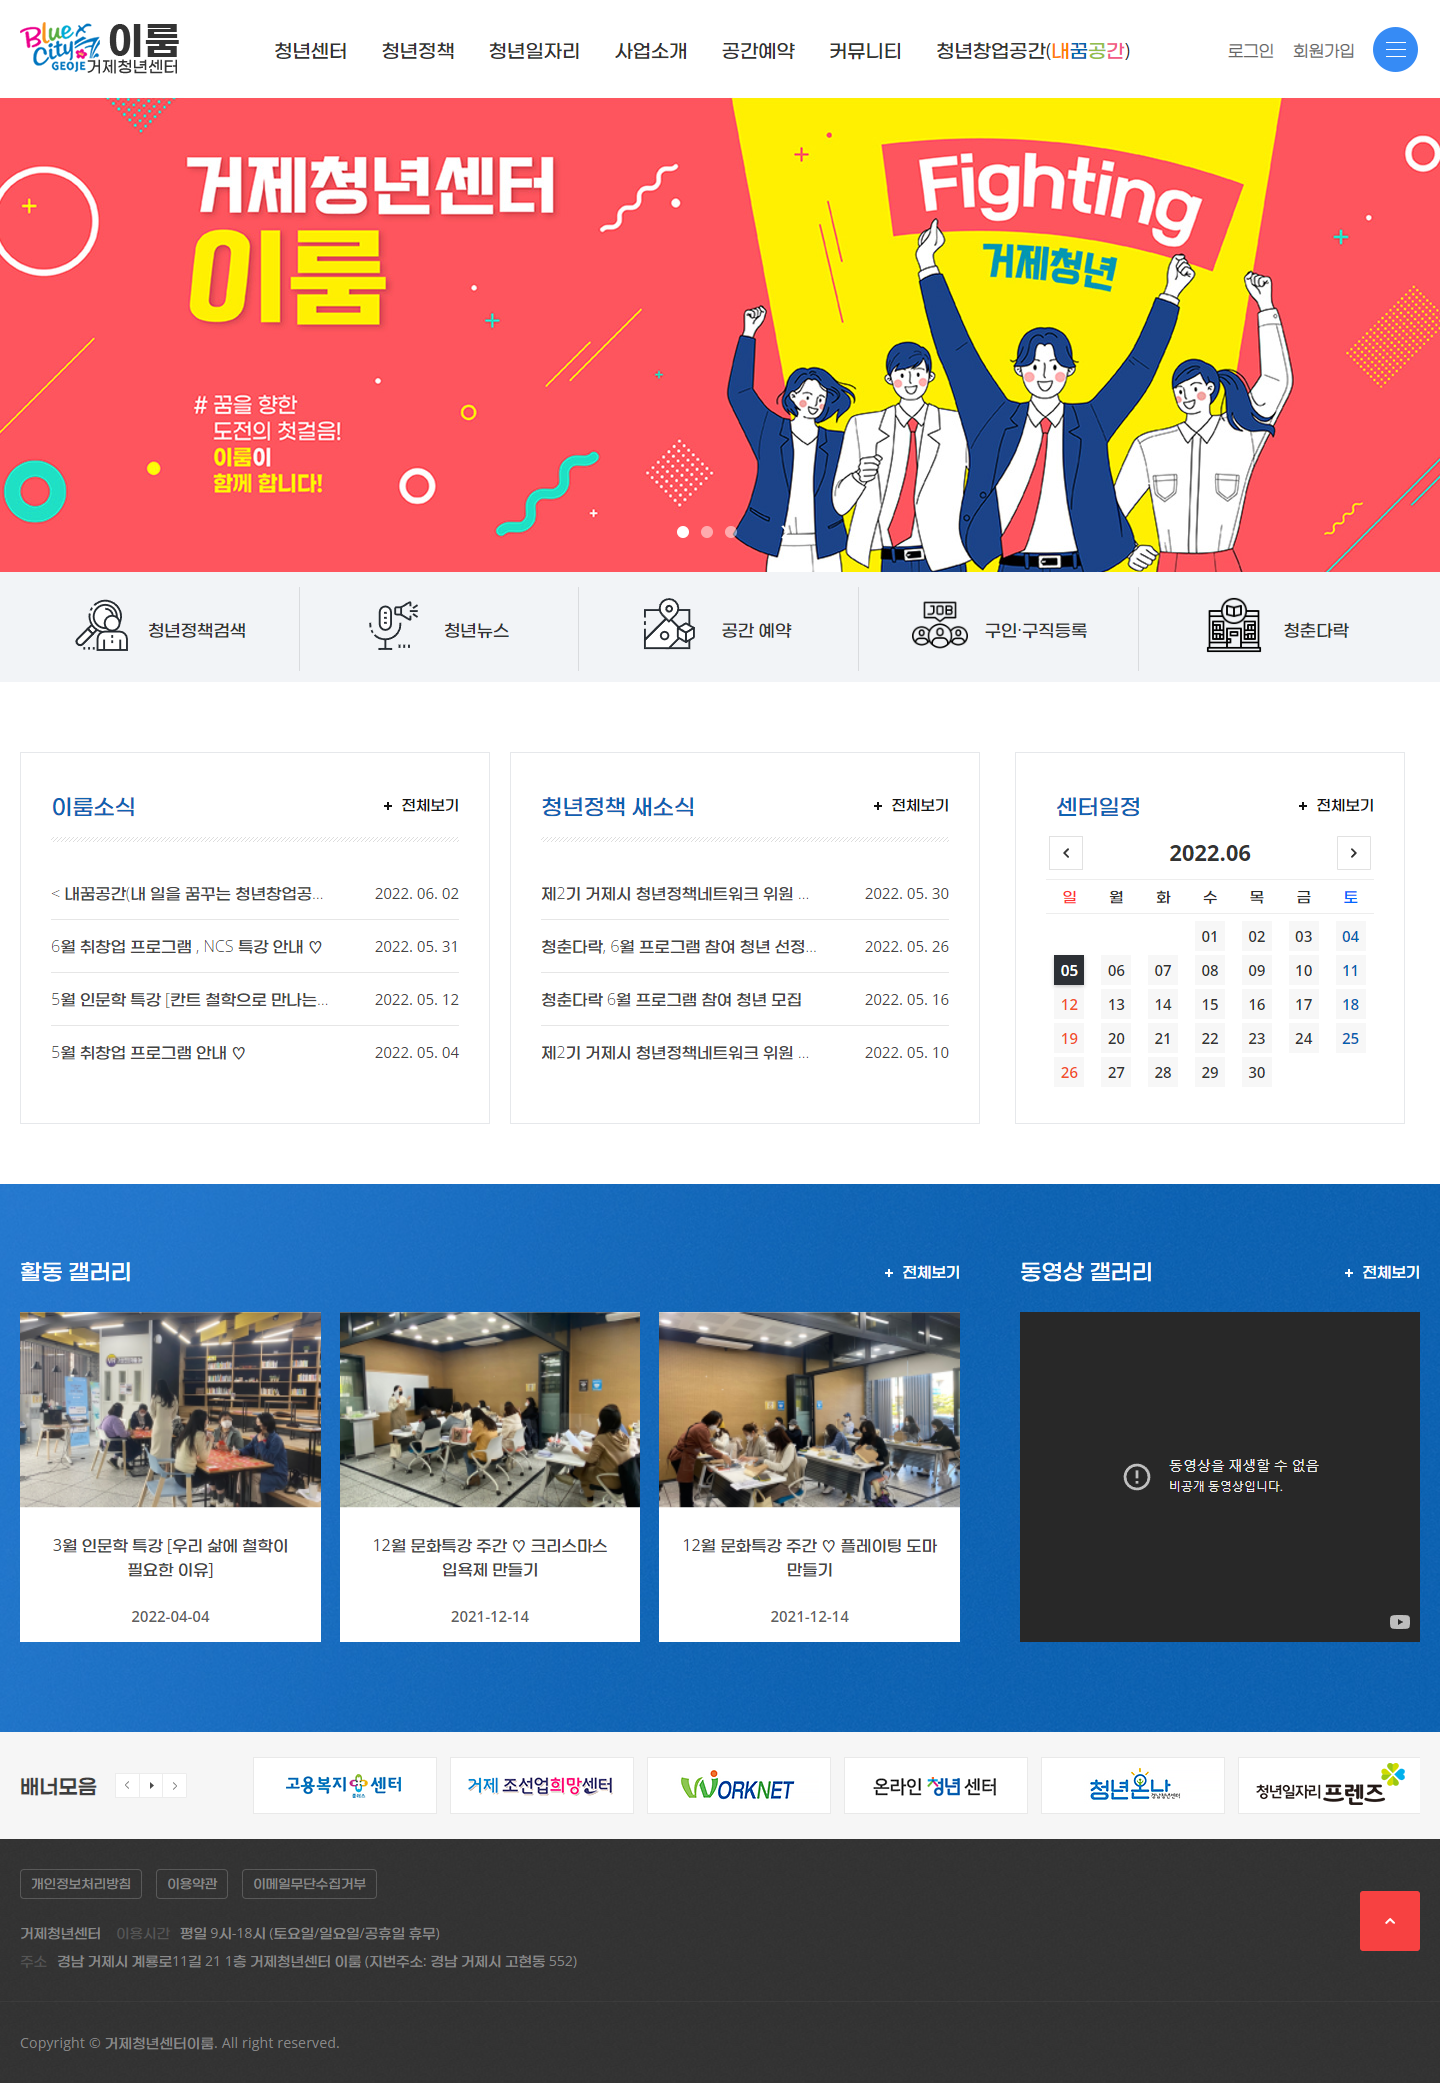 Blue City GEOJE 이룸
거제청년센터
청년센터 청년정책 청년일자리 사업소개 공간예약 커뮤니티 청년창업공간(내꿈공간)
로그인 회원가입
거제청년센터
이룸
# 꿈을 향한
도전의 첫걸음!
이룸이
함께 합니다!
Fighting
거제청년
청년정책검색 청년뉴스 공간 예약 JOB 구인·구직등록 청춘다락
이룸소식 + 전체보기
< 내꿈공간(내 일을 꿈꾸는 청년창업공... 2022. 06. 02
6월 취창업 프로그램 , NCS 특강 안내 ♡ 2022. 05. 31
5월 인문학 특강 [칸트 철학으로 만나는... 2022. 05. 12
5월 취창업 프로그램 안내 ♡ 2022. 05. 04
청년정책 새소식 + 전체보기
제2기 거제시 청년정책네트워크 위원 ... 2022. 05. 30
청춘다락, 6월 프로그램 참여 청년 선정... 2022. 05. 26
청춘다락 6월 프로그램 참여 청년 모집 2022. 05. 16
제2기 거제시 청년정책네트워크 위원 ... 2022. 05. 10
센터일정 + 전체보기
2022.06
일 월 화 수 목 금 토
01 02 03 04
05 06 07 08 09 10 11
12 13 14 15 16 17 18
19 20 21 22 23 24 25
26 27 28 29 30
활동 갤러리 + 전체보기
3월 인문학 특강 [우리 삶에 철학이
필요한 이유]
2022-04-04
12월 문화특강 주간 ♡ 크리스마스
입욕제 만들기
2021-12-14
12월 문화특강 주간 ♡ 플레이팅 도마
만들기
2021-12-14
동영상 갤러리 + 전체보기
동영상을 재생할 수 없음
비공개 동영상입니다.
배너모음
고용복지 플러스 센터
거제 조선업희망센터
WORKNET
온라인 청년 센터
청년온나 경남청년센터
청년일자리 프렌즈
개인정보처리방침 이용약관 이메일무단수집거부
거제청년센터 이용시간 평일 9시-18시 (토요일/일요일/공휴일 휴무)
주소 경남 거제시 계룡로11길 21 1층 거제청년센터 이룸 (지번주소: 경남 거제시 고현동 552)
Copyright © 거제청년센터이룸. All right reserved.